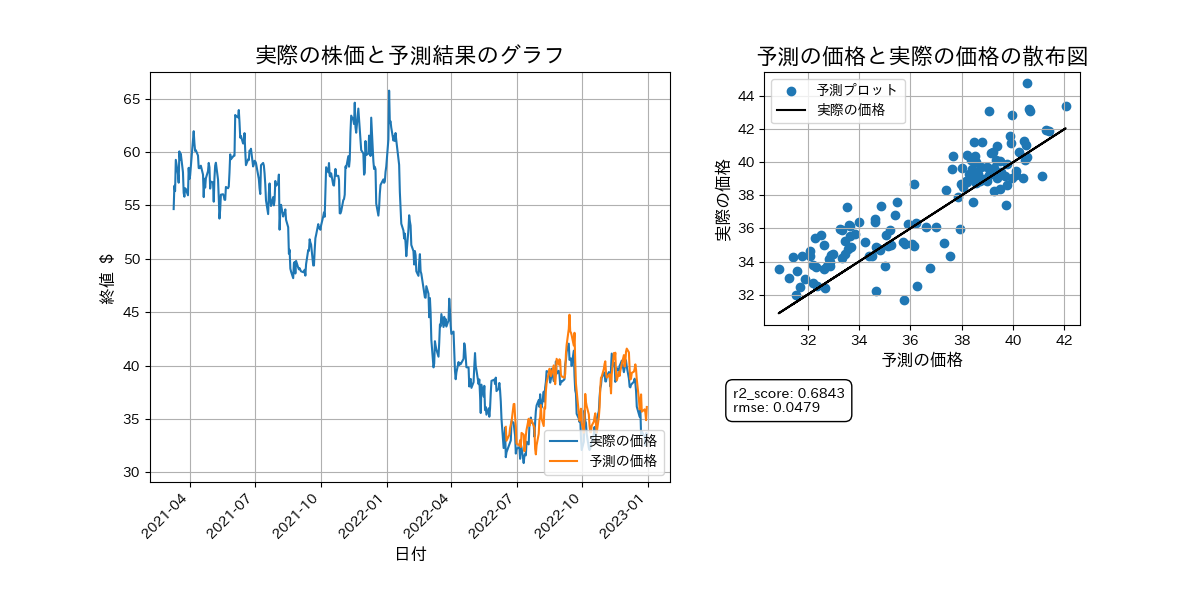 実際の株価と予測結果のグラフ
終値 $
65
60
55
50
45
40
35
30
2021-04
2021-07
2021-10
2022-01
2022-04
2022-07
2022-10
2023-01
日付
実際の価格
予測の価格
予測の価格と実際の価格の散布図
予測プロット
実際の価格
実際の価格
44
42
40
38
36
34
32
32
34
36
38
40
42
予測の価格
r2_score: 0.6843
rmse: 0.0479